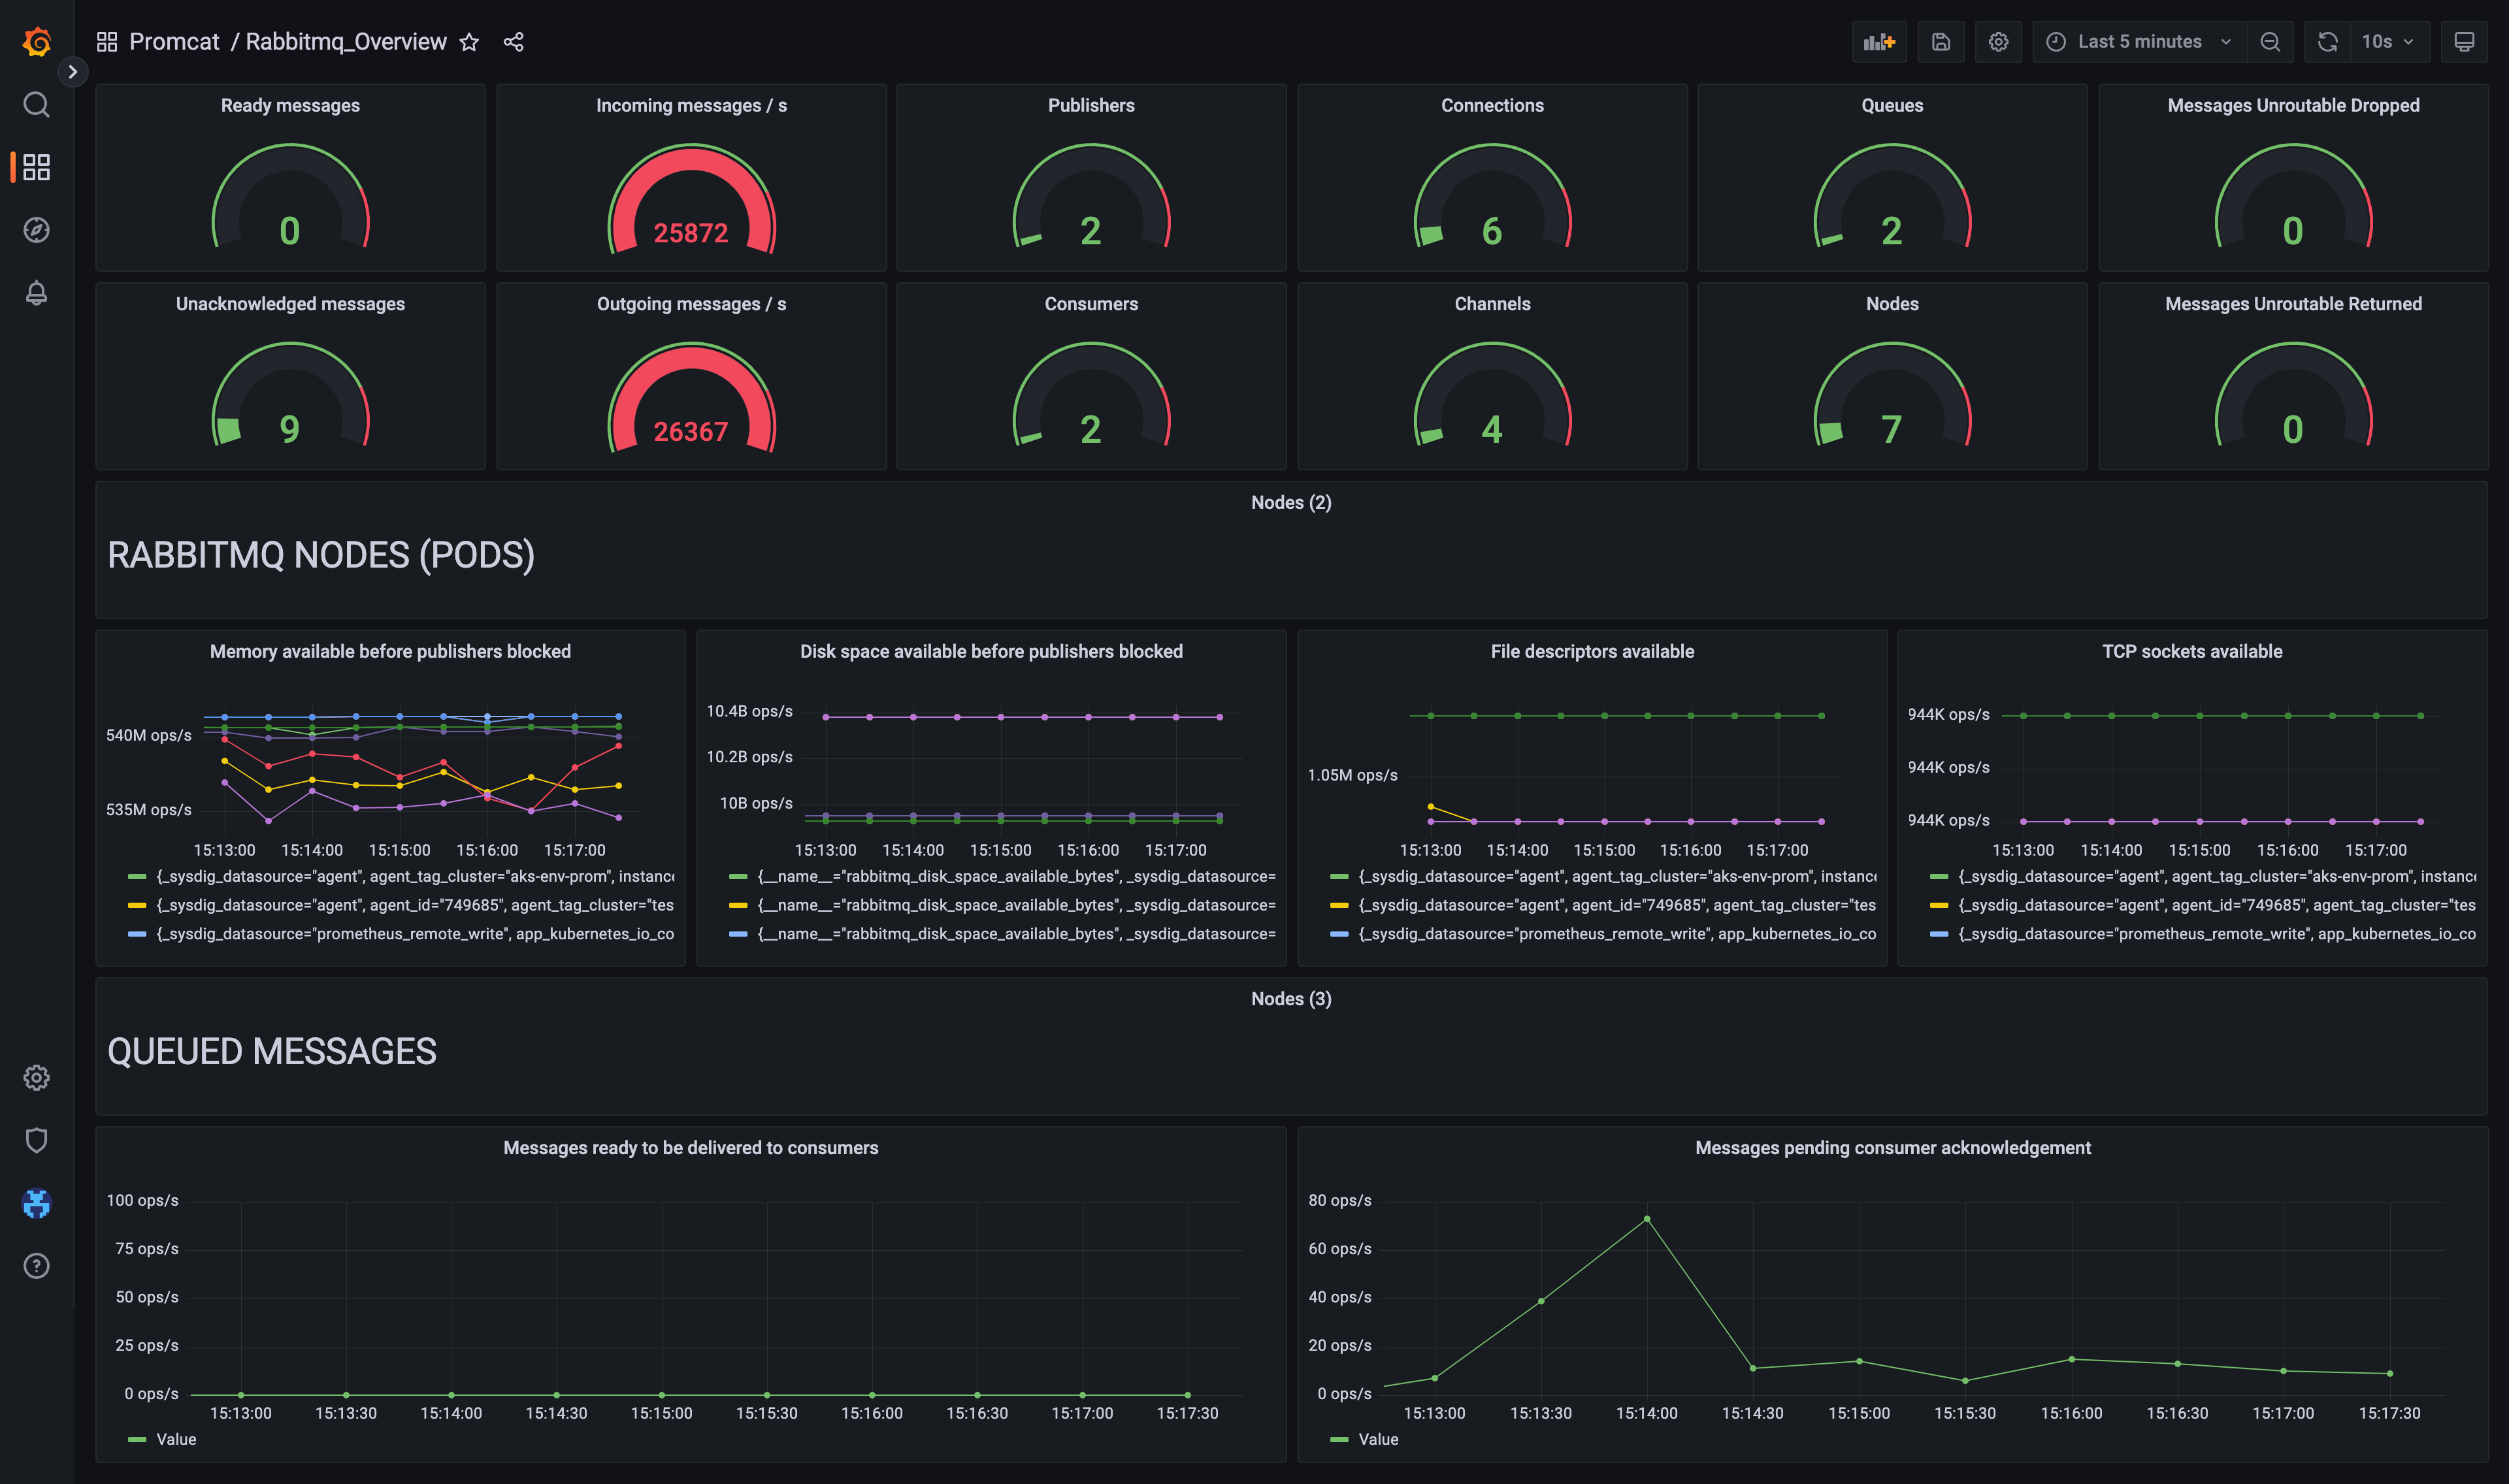 Promcat / Rabbitmq_Overview
Last 5 minutes
10s
Ready messages
0
Incoming messages / s
25872
Publishers
2
Connections
6
Queues
2
Messages Unroutable Dropped
0
Unacknowledged messages
9
Outgoing messages / s
26367
Consumers
2
Channels
4
Nodes
7
Messages Unroutable Returned
0
Nodes (2)
RABBITMQ NODES (PODS)
Memory available before publishers blocked
540M ops/s
535M ops/s
15:13:00 15:14:00 15:15:00 15:16:00 15:17:00
{_sysdig_datasource="agent", agent_tag_cluster="aks-env-prom", instance
{_sysdig_datasource="agent", agent_id="749685", agent_tag_cluster="tes
{_sysdig_datasource="prometheus_remote_write", app_kubernetes_io_co
Disk space available before publishers blocked
10.4B ops/s
10.2B ops/s
10B ops/s
15:13:00 15:14:00 15:15:00 15:16:00 15:17:00
{__name__="rabbitmq_disk_space_available_bytes", _sysdig_datasource=
{__name__="rabbitmq_disk_space_available_bytes", _sysdig_datasource=
{__name__="rabbitmq_disk_space_available_bytes", _sysdig_datasource=
File descriptors available
1.05M ops/s
15:13:00 15:14:00 15:15:00 15:16:00 15:17:00
{_sysdig_datasource="agent", agent_tag_cluster="aks-env-prom", instance
{_sysdig_datasource="agent", agent_id="749685", agent_tag_cluster="tes
{_sysdig_datasource="prometheus_remote_write", app_kubernetes_io_co
TCP sockets available
944K ops/s
944K ops/s
944K ops/s
15:13:00 15:14:00 15:15:00 15:16:00 15:17:00
{_sysdig_datasource="agent", agent_tag_cluster="aks-env-prom", instance
{_sysdig_datasource="agent", agent_id="749685", agent_tag_cluster="tes
{_sysdig_datasource="prometheus_remote_write", app_kubernetes_io_co
Nodes (3)
QUEUED MESSAGES
Messages ready to be delivered to consumers
100 ops/s
75 ops/s
50 ops/s
25 ops/s
0 ops/s
15:13:00 15:13:30 15:14:00 15:14:30 15:15:00 15:15:30 15:16:00 15:16:30 15:17:00 15:17:30
Value
Messages pending consumer acknowledgement
80 ops/s
60 ops/s
40 ops/s
20 ops/s
0 ops/s
15:13:00 15:13:30 15:14:00 15:14:30 15:15:00 15:15:30 15:16:00 15:16:30 15:17:00 15:17:30
Value